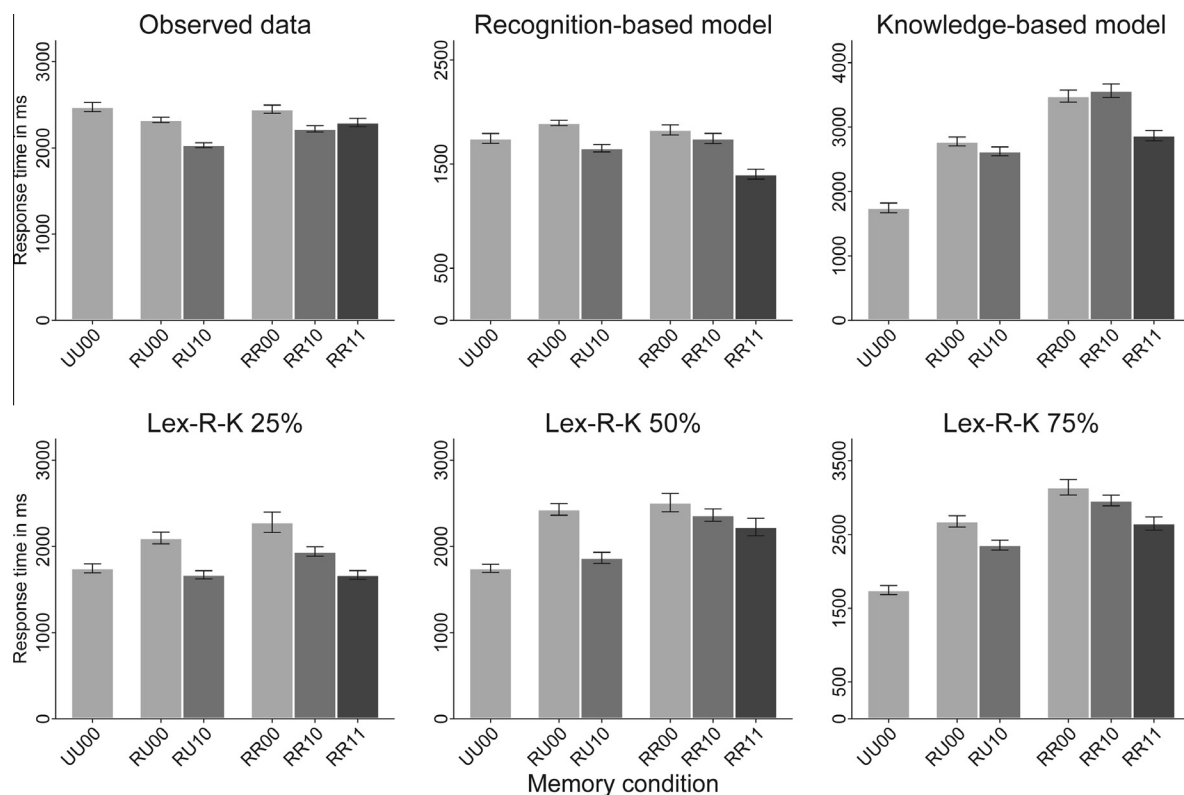 Observed data
Recognition-based model
Knowledge-based model
Response time in ms
0
1000
2000
3000
UU00
RU00
RU10
RR00
RR10
RR11
0
500
1500
2500
UU00
RU00
RU10
RR00
RR10
RR11
0
1000
2000
3000
4000
UU00
RU00
RU10
RR00
RR10
RR11
Lex-R-K 25%
Lex-R-K 50%
Lex-R-K 75%
Response time in ms
0
1000
2000
3000
UU00
RU00
RU10
RR00
RR10
RR11
0
1000
2000
3000
UU00
RU00
RU10
RR00
RR10
RR11
0
500
1500
2500
3500
UU00
RU00
RU10
RR00
RR10
RR11
Memory condition